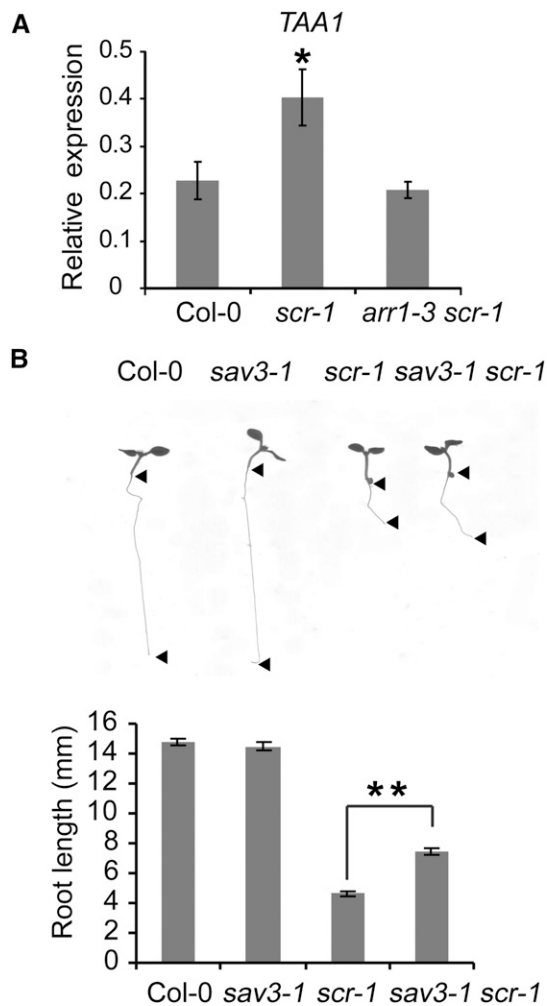 A
TAA1
Relative expression
0.5
0.4
0.3
0.2
0.1
0
*
Col-0 scr-1 arr1-3 scr-1
B
Col-0 sav3-1 scr-1 sav3-1 scr-1
Root length (mm)
16
14
12
10
8
6
4
2
0
**
Col-0 sav3-1 scr-1 sav3-1 scr-1